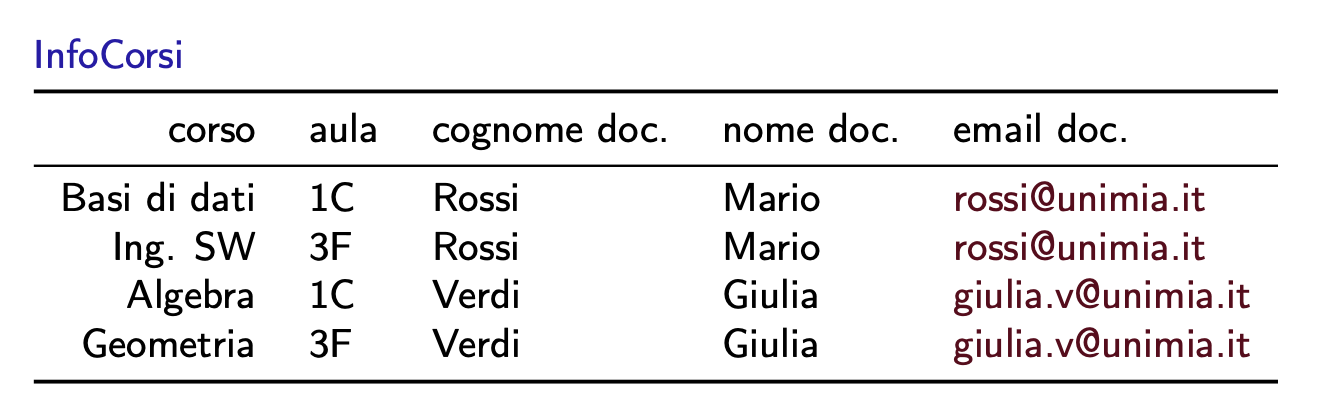 InfoCorsi
corso aula cognome doc. nome doc. email doc.
Basi di dati 1C Rossi Mario rossi@unimia.it
Ing. SW 3F Rossi Mario rossi@unimia.it
Algebra 1C Verdi Giulia giulia.v@unimia.it
Geometria 3F Verdi Giulia giulia.v@unimia.it